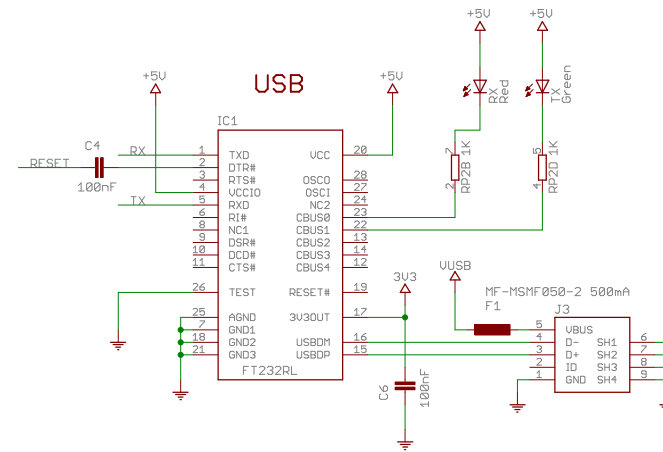 +5V +5V
+5V USB +5V
RX Red TX Green
IC1
C4 RESET 100nF
RX 1 TXD VCC 20
2 DTR#
3 RTS# OSCO 28
4 VCCIO OSCI 27
TX 5 RXD NC2 24
6 RI# CBUS0 23
8 NC1 CBUS1 22
9 DSR# CBUS2 13
10 DCD# CBUS3 14
11 CTS# CBUS4 12
7 RP2B 1K 2
5 RP2D 1K 4
26 TEST RESET# 19
25 AGND 3V3OUT 17
7 GND1
18 GND2 USBDM 16
21 GND3 USBDP 15
FT232RL
3V3
C6 100nF
VUSB
MF-MSMF050-2 500mA
F1 J3
5 VBUS
4 D- SH1 6
3 D+ SH2 7
2 ID SH3 8
1 GND SH4 9